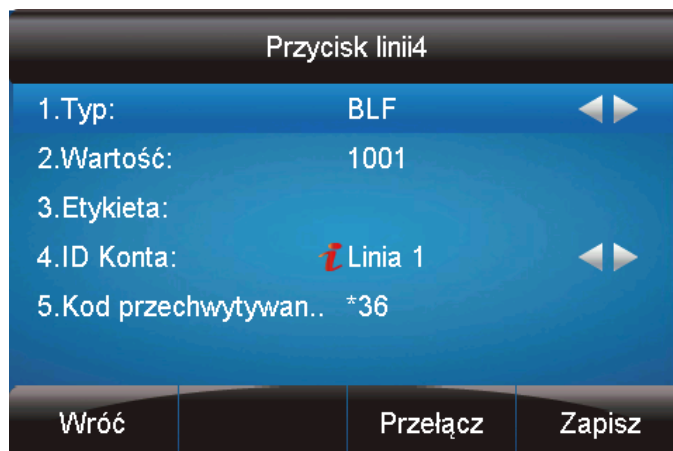 Przycisk linii4
1.Typ: BLF
2.Wartość: 1001
3.Etykieta:
4.ID Konta: Linia 1
5.Kod przechwytywan.. *36
Wróć Przełącz Zapisz